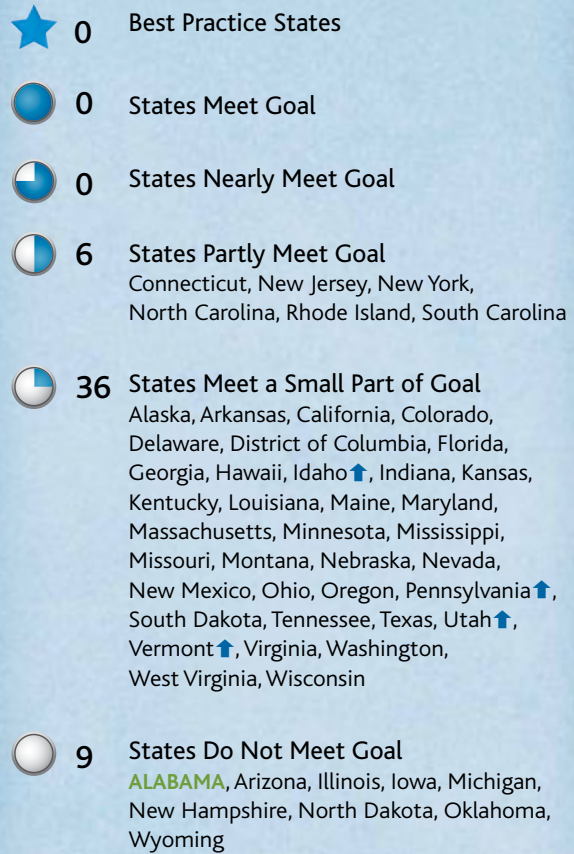 0 Best Practice States
0 States Meet Goal
0 States Nearly Meet Goal
6 States Partly Meet Goal
Connecticut, New Jersey, New York,
North Carolina, Rhode Island, South Carolina
36 States Meet a Small Part of Goal
Alaska, Arkansas, California, Colorado,
Delaware, District of Columbia, Florida,
Georgia, Hawaii, Idaho⬆, Indiana, Kansas,
Kentucky, Louisiana, Maine, Maryland,
Massachusetts, Minnesota, Mississippi,
Missouri, Montana, Nebraska, Nevada,
New Mexico, Ohio, Oregon, Pennsylvania⬆,
South Dakota, Tennessee, Texas, Utah⬆,
Vermont⬆, Virginia, Washington,
West Virginia, Wisconsin
9 States Do Not Meet Goal
ALABAMA, Arizona, Illinois, Iowa, Michigan,
New Hampshire, North Dakota, Oklahoma,
Wyoming